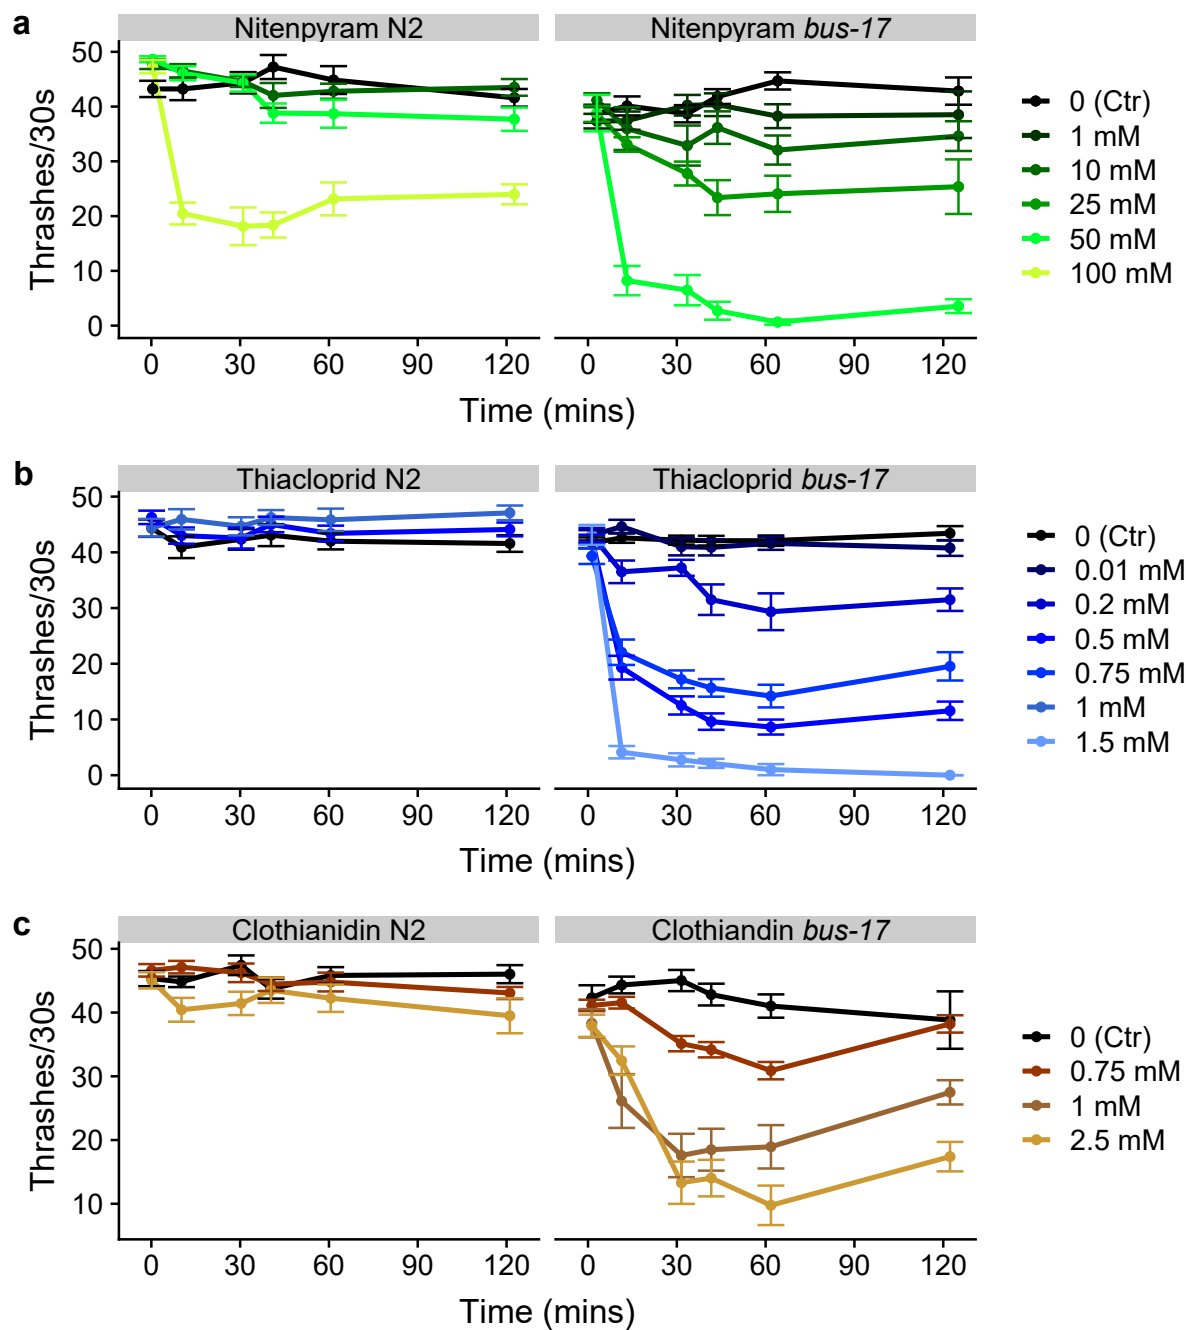 a
Nitenpyram N2
Nitenpyram bus-17
50
40
30
20
10
0
Thrashes/30s
0 30 60 90 120
0 30 60 90 120
Time (mins)
0 (Ctr)
1 mM
10 mM
25 mM
50 mM
100 mM
b
Thiacloprid N2
Thiacloprid bus-17
50
40
30
20
10
0
Thrashes/30s
0 30 60 90 120
0 30 60 90 120
Time (mins)
0 (Ctr)
0.01 mM
0.2 mM
0.5 mM
0.75 mM
1 mM
1.5 mM
c
Clothianidin N2
Clothiandin bus-17
50
40
30
20
10
Thrashes/30s
0 30 60 90 120
0 30 60 90 120
Time (mins)
0 (Ctr)
0.75 mM
1 mM
2.5 mM